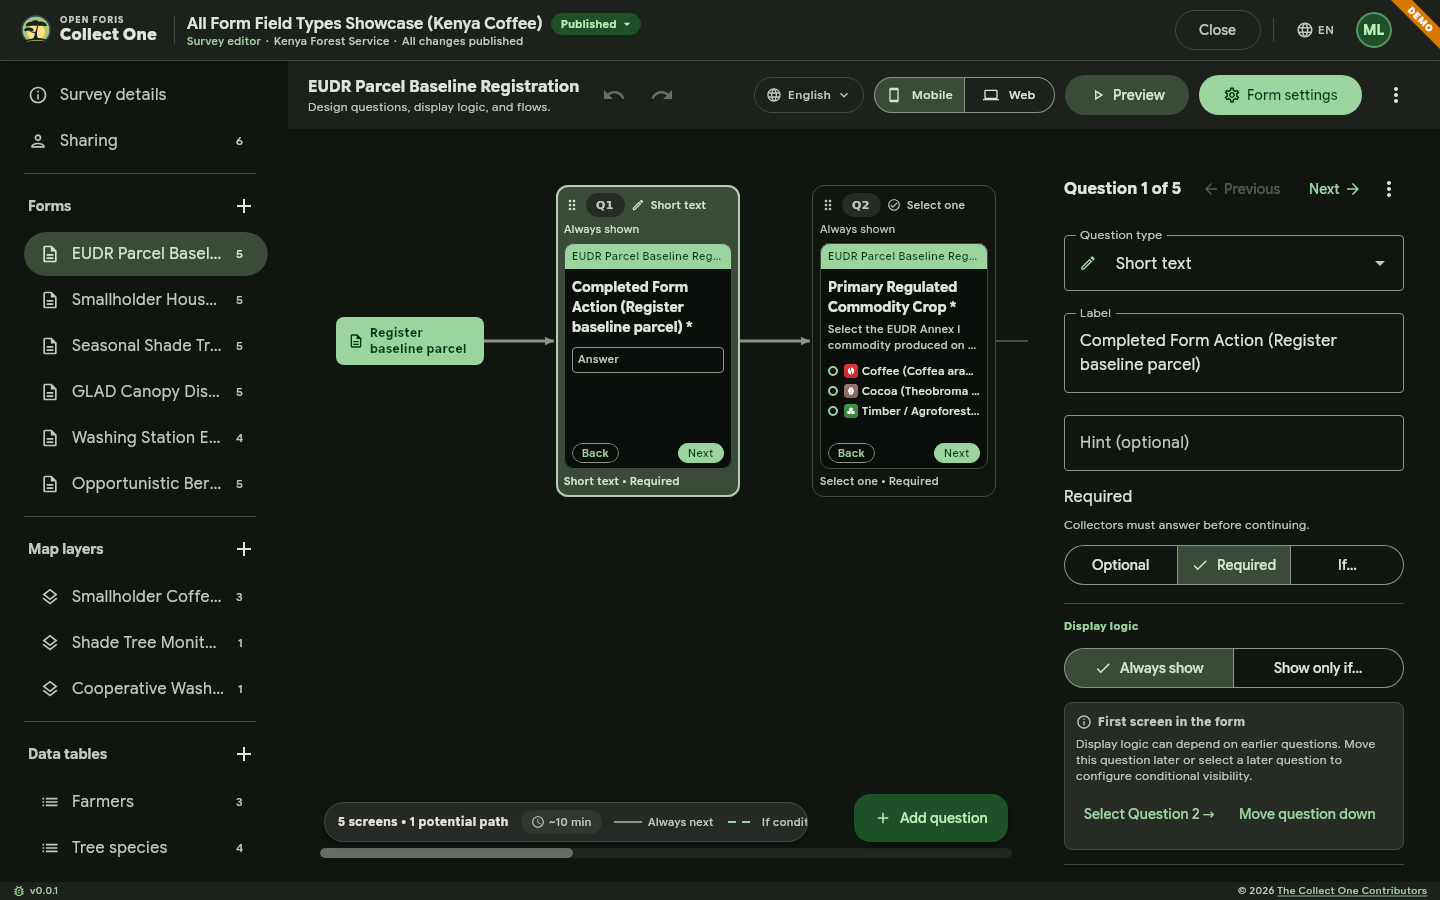 OPEN FORIS
Collect One
All Form Field Types Showcase (Kenya Coffee)
Published
Survey editor · Kenya Forest Service · All changes published
Close
EN
ML
DEMO
Survey details
Sharing
6
Forms
EUDR Parcel Basel...
5
Smallholder Hous...
5
Seasonal Shade Tr...
5
GLAD Canopy Dis...
5
Washing Station E...
4
Opportunistic Ber...
5
Map layers
Smallholder Coffe...
3
Shade Tree Monit...
1
Cooperative Wash...
1
Data tables
Farmers
3
Tree species
4
EUDR Parcel Baseline Registration
Design questions, display logic, and flows.
English
Mobile
Web
Preview
Form settings
Register
baseline parcel
Q1
Short text
Always shown
EUDR Parcel Baseline Reg...
Completed Form
Action (Register
baseline parcel) *
Answer
Back
Next
Short text • Required
Q2
Select one
Always shown
EUDR Parcel Baseline Reg...
Primary Regulated
Commodity Crop *
Select the EUDR Annex I
commodity produced on ...
Coffee (Coffea ara...
Cocoa (Theobroma ...
Timber / Agroforest...
Back
Next
Select one • Required
5 screens • 1 potential path
~10 min
Always next
If condit
Add question
Question 1 of 5
Previous
Next
Question type
Short text
Label
Completed Form Action (Register
baseline parcel)
Hint (optional)
Required
Collectors must answer before continuing.
Optional
Required
If...
Display logic
Always show
Show only if...
First screen in the form
Display logic can depend on earlier questions. Move
this question later or select a later question to
configure conditional visibility.
Select Question 2 →
Move question down
v0.0.1
© 2026 The Collect One Contributors